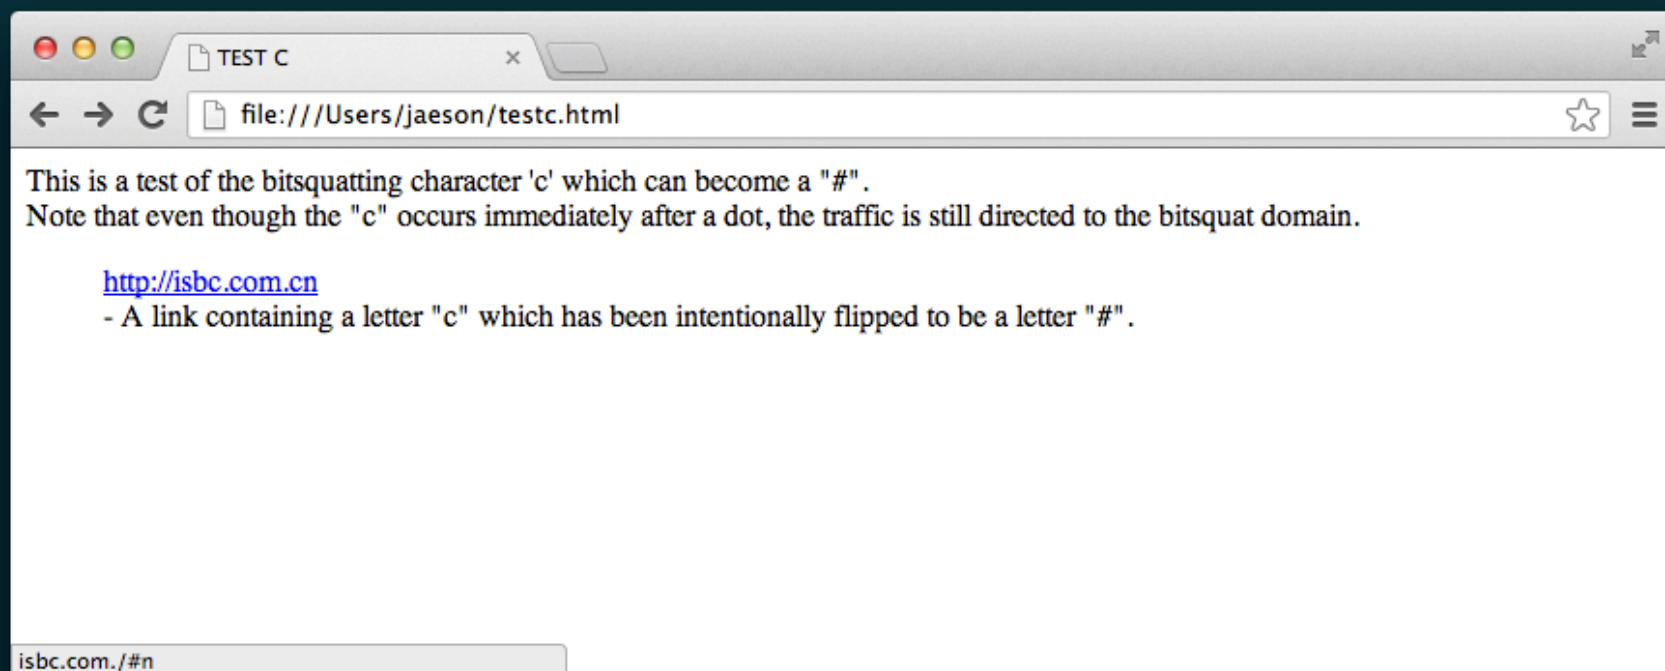 TEST C
file:///Users/jaeson/testc.html
This is a test of the bitsquatting character 'c' which can become a "#".
Note that even though the "c" occurs immediately after a dot, the traffic is still directed to the bitsquat domain.
http://isbc.com.cn
- A link containing a letter "c" which has been intentionally flipped to be a letter "#".
isbc.com./#n